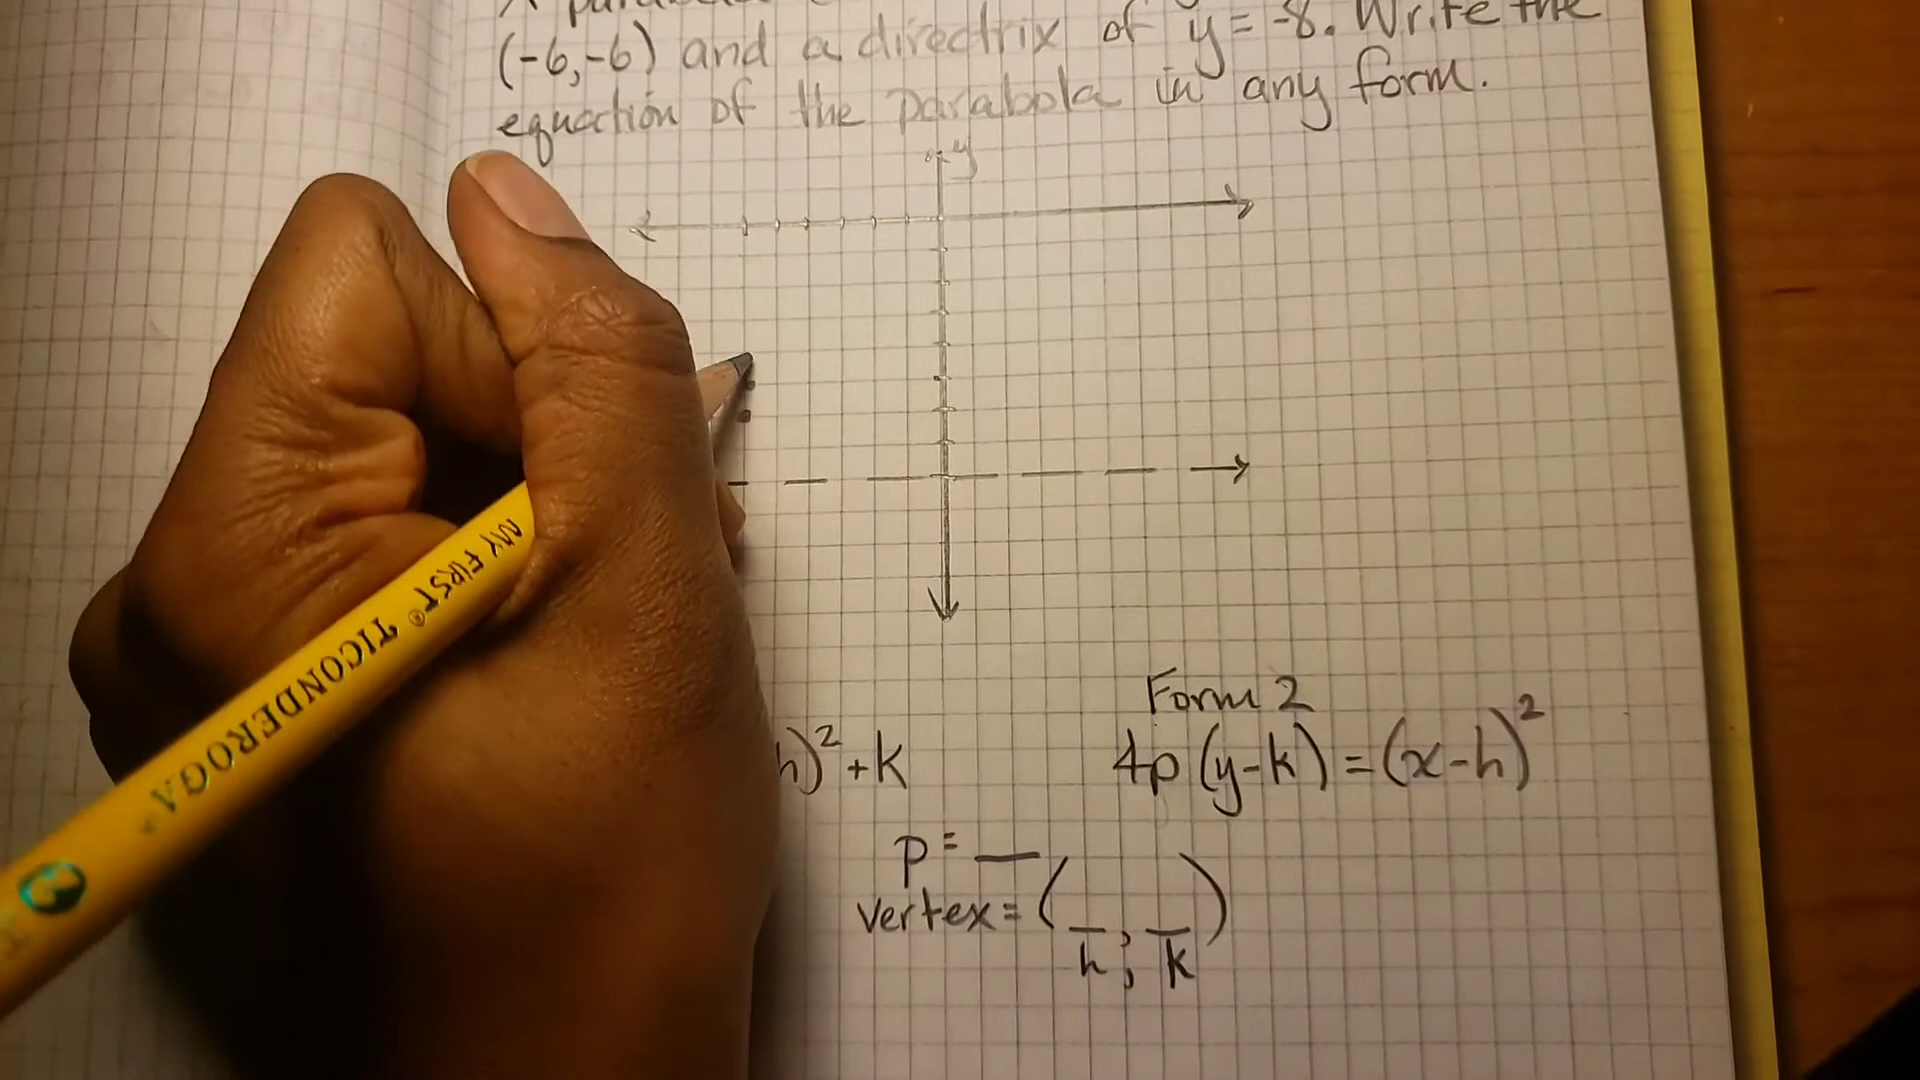 A parabola
(-6,-6) and a directrix of y = -8. Write the
equation of the parabola in any form.
y
Form 2
h)² + k
4p (y-k) = (x-h)²
p = __
vertex = ( __ , __ )
h , k
MY FIRST® TICONDEROGA